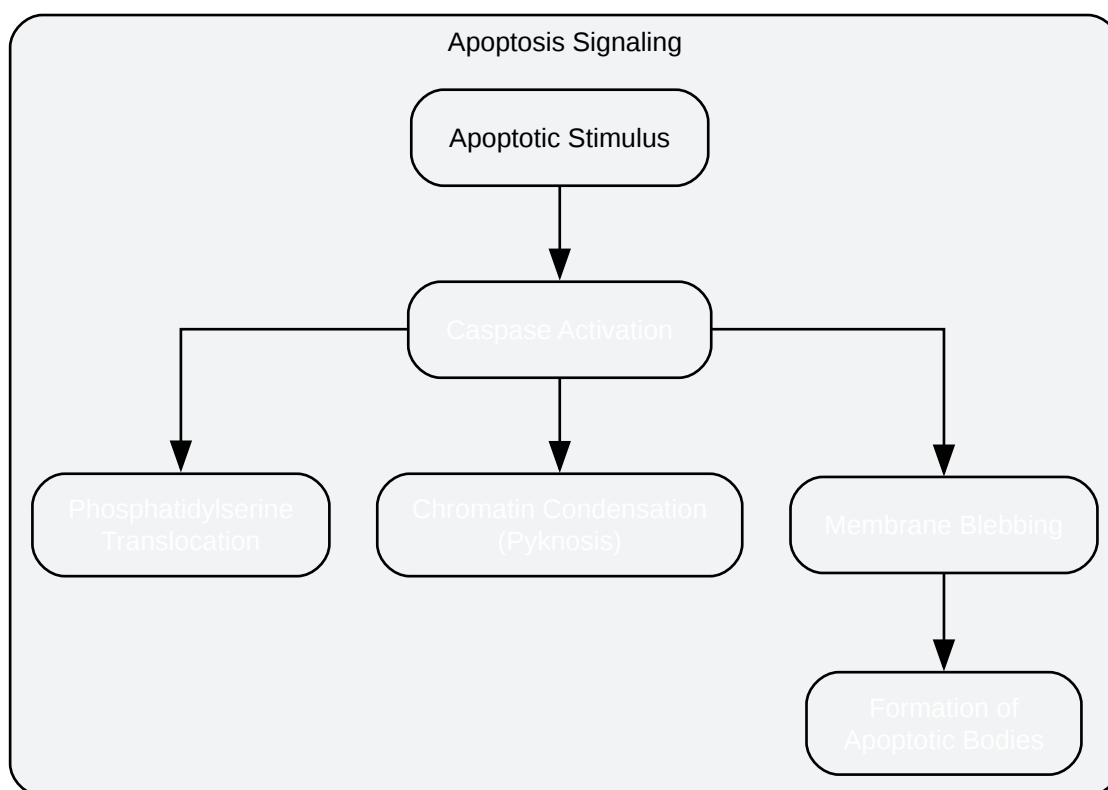 Apoptosis Signaling
Apoptotic Stimulus
Caspase Activation
Phosphatidylserine
Translocation
Chromatin Condensation
(Pyknosis)
Membrane Blebbing
Formation of
Apoptotic Bodies